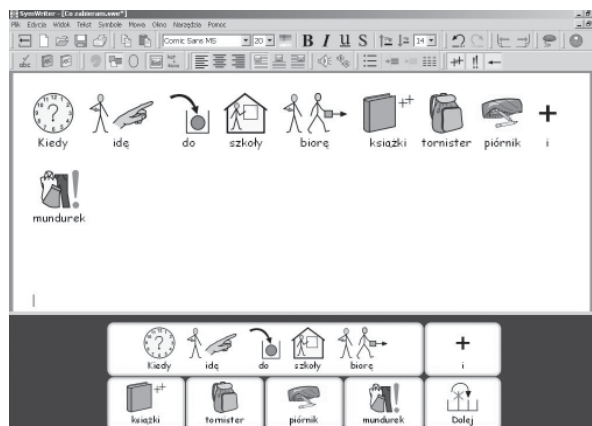 SymWriter - [Co zabieram.swe*]
Plik Edycja Widok Tekst Symbole Mowa Okno Narzędzia Pomoc
Comic Sans MS 20 B I U S 14
Kiedy idę do szkoły biorę książki tornister piórnik i
mundurek
Kiedy idę do szkoły biorę i
książki tornister piórnik mundurek Dalej